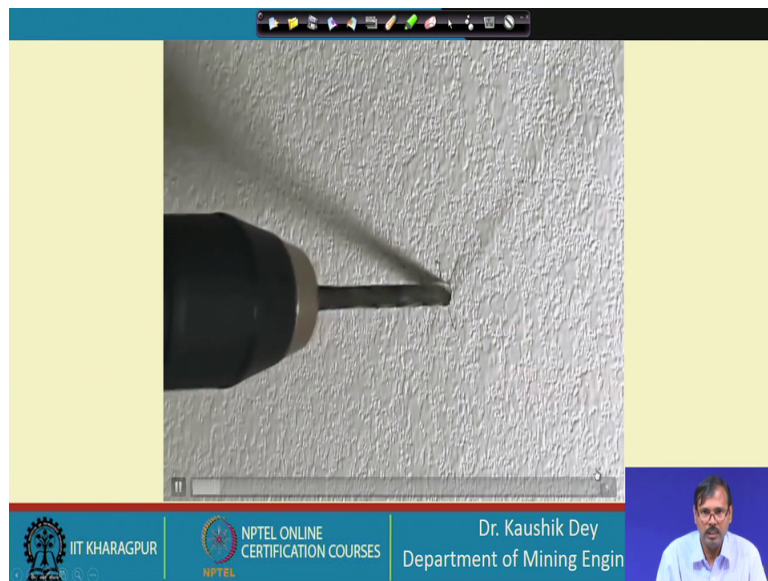 IIT KHARAGPUR
NPTEL
NPTEL ONLINE
CERTIFICATION COURSES
Dr. Kaushik Dey
Department of Mining Engin